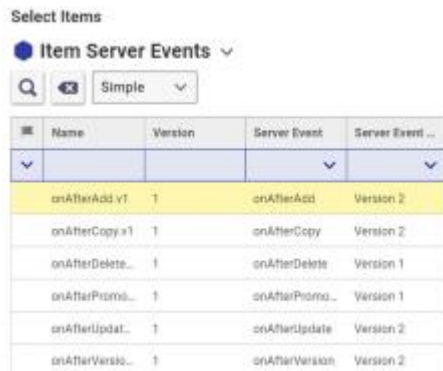 Select Items
Item Server Events
Simple
Name Version Server Event Server Event ...
onAfterAdd.v1 1 onAfterAdd Version 2
onAfterCopy.v1 1 onAfterCopy Version 2
onAfterDelete... 1 onAfterDelete Version 1
onAfterPromo... 1 onAfterPromo... Version 1
onAfterUpdat... 1 onAfterUpdate Version 2
onAfterVersio... 1 onAfterVersion Version 2